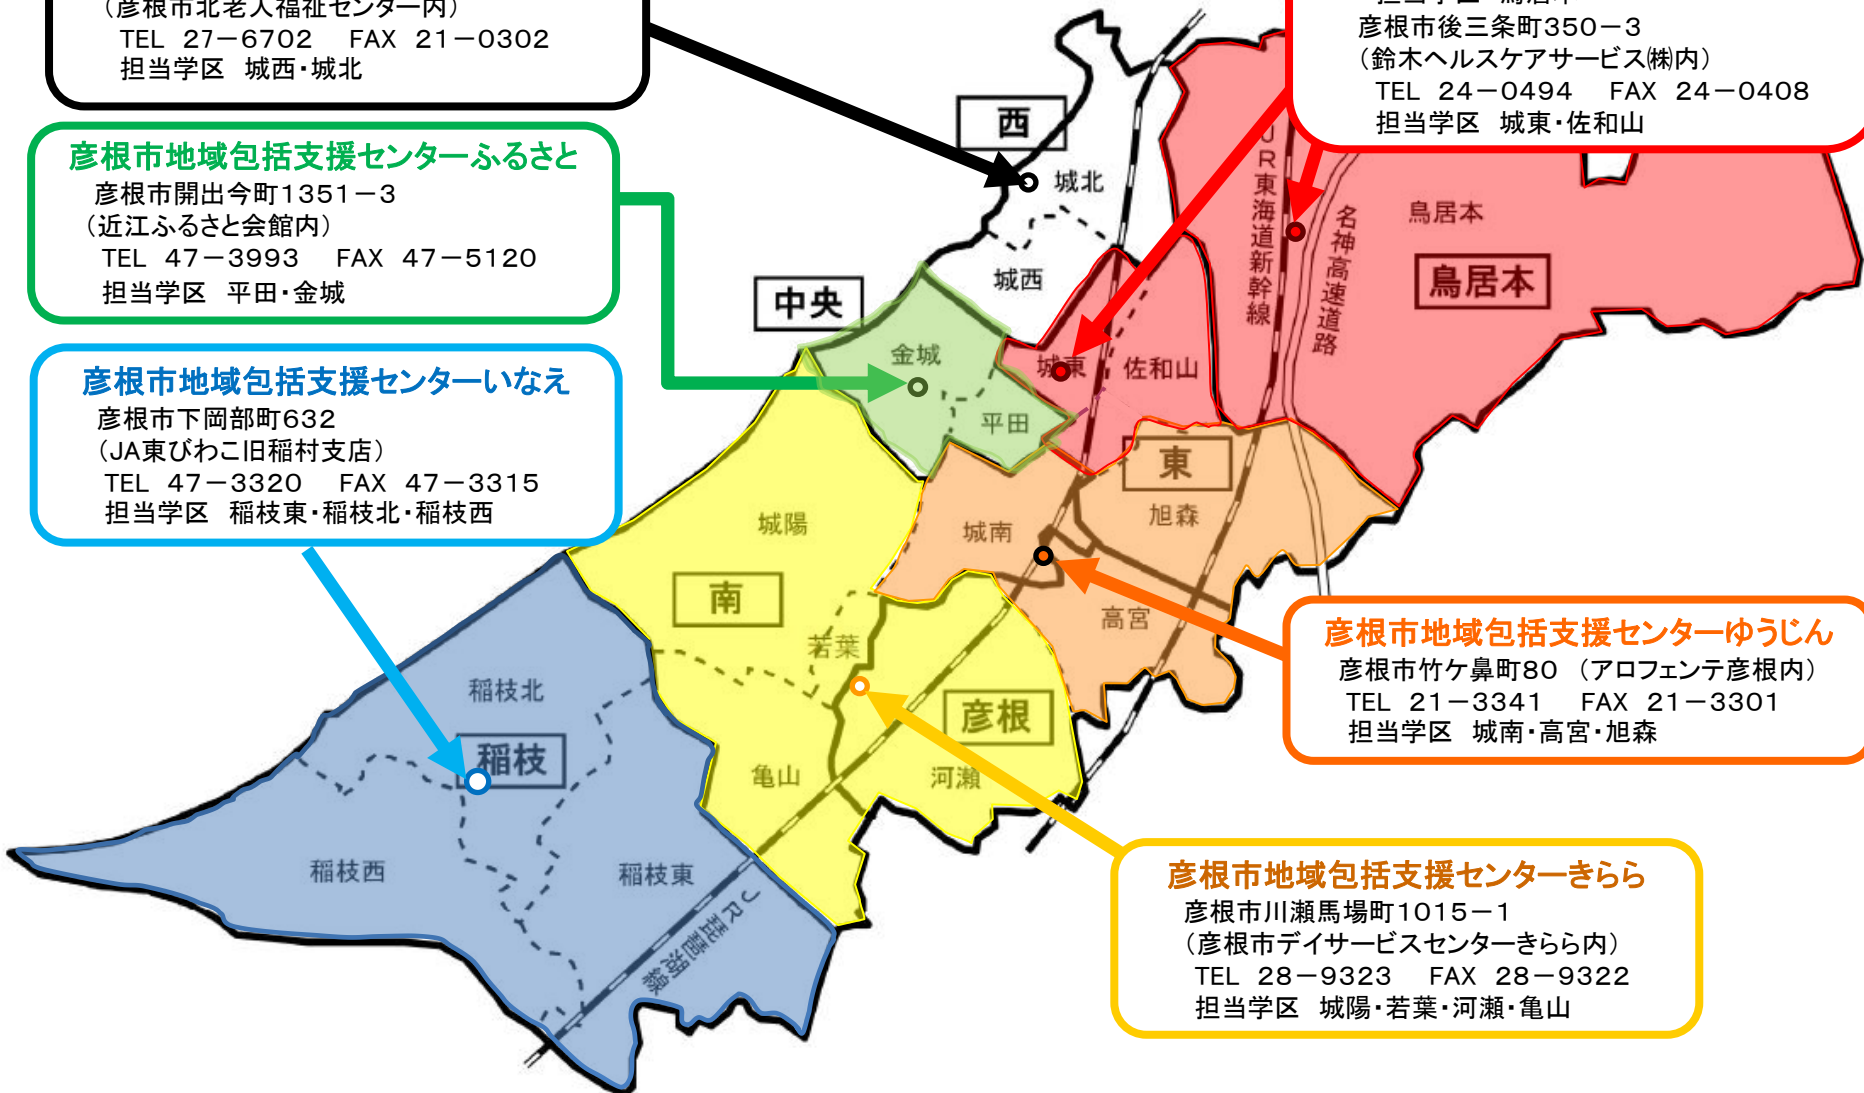 （彦根市北老人福祉センター内）
TEL 27－6702　FAX 21－0302
担当学区　城西・城北
彦根市地域包括支援センターふるさと
彦根市開出今町1351－3
（近江ふるさと会館内）
TEL 47－3993　FAX 47－5120
担当学区　平田・金城
彦根市地域包括支援センターいなえ
彦根市下岡部町632
（JA東びわこ旧稲村支店）
TEL 47－3320　FAX 47－3315
担当学区　稲枝東・稲枝北・稲枝西
担当学区　鳥居本
彦根市後三条町350－3
（鈴木ヘルスケアサービス㈱内）
TEL 24－0494　FAX 24－0408
担当学区　城東・佐和山
西
城北
城西
中央
金城
平田
城東
佐和山
JR東海道新幹線
名神高速道路
鳥居本
鳥居本
東
旭森
城南
高宮
城陽
南
若葉
彦根
亀山
河瀬
稲枝北
稲枝
稲枝西
稲枝東
JR琵琶湖線
彦根市地域包括支援センターゆうじん
彦根市竹ケ鼻町80　（アロフェンテ彦根内）
TEL 21－3341　FAX 21－3301
担当学区　城南・高宮・旭森
彦根市地域包括支援センターきらら
彦根市川瀬馬場町1015－1
（彦根市デイサービスセンターきらら内）
TEL 28－9323　FAX 28－9322
担当学区　城陽・若葉・河瀬・亀山